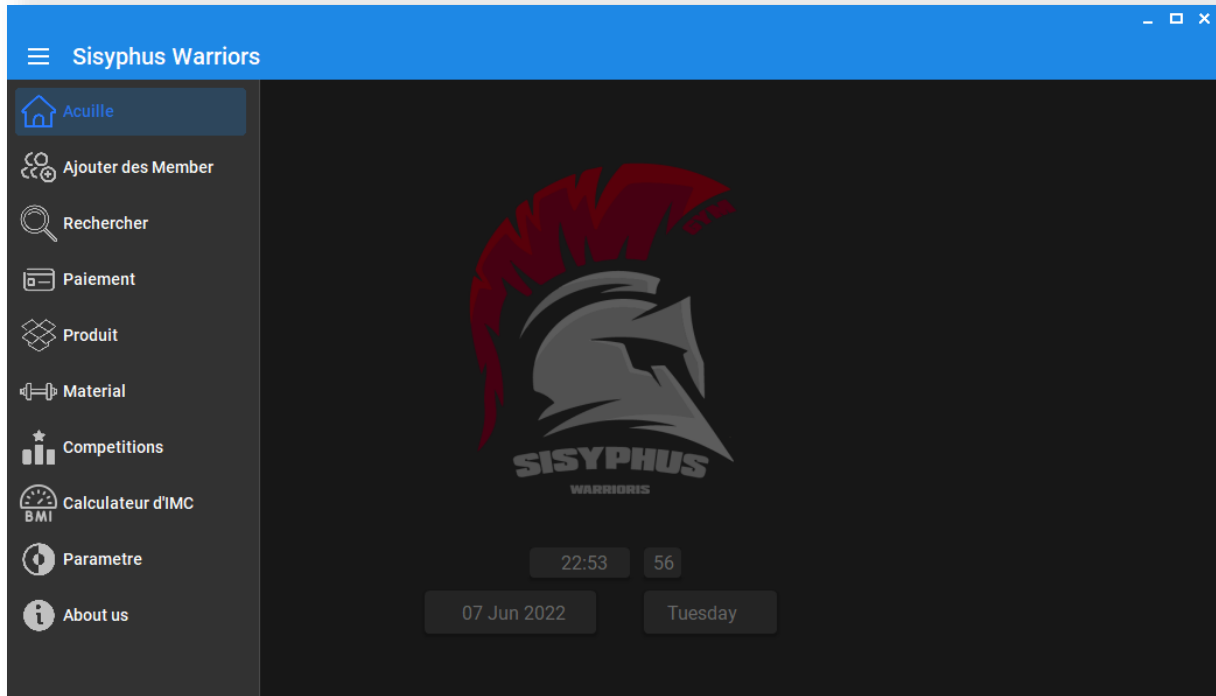 Sisyphus Warriors
Acuille
Ajouter des Member
Rechercher
Paiement
Produit
Material
Competitions
BMI
Calculateur d'IMC
Parametre
About us
SISYPHUS
WARRIORIS
22:53 56
07 Jun 2022 Tuesday